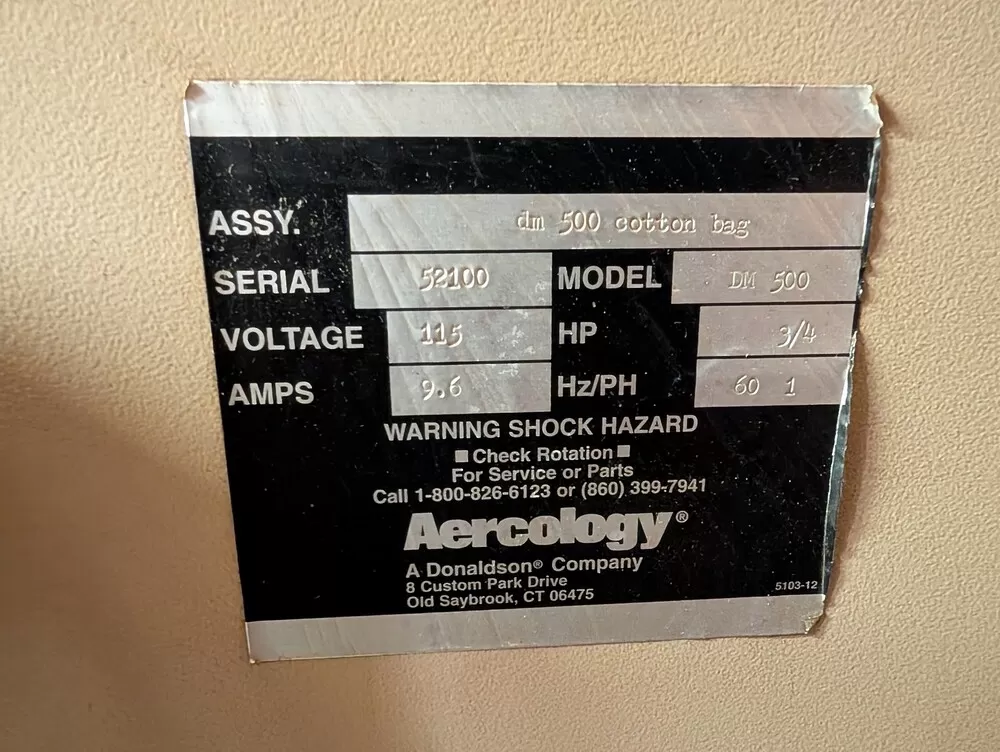 ASSY. dm 500 cotton bag
SERIAL 52100 MODEL DM 500
VOLTAGE 115 HP 3/4
AMPS 9.6 Hz/PH 60 1
WARNING SHOCK HAZARD
■ Check Rotation ■
For Service or Parts
Call 1-800-826-6123 or (860) 399-7941
Aercology®
A Donaldson® Company
8 Custom Park Drive
Old Saybrook, CT 06475
5103-12